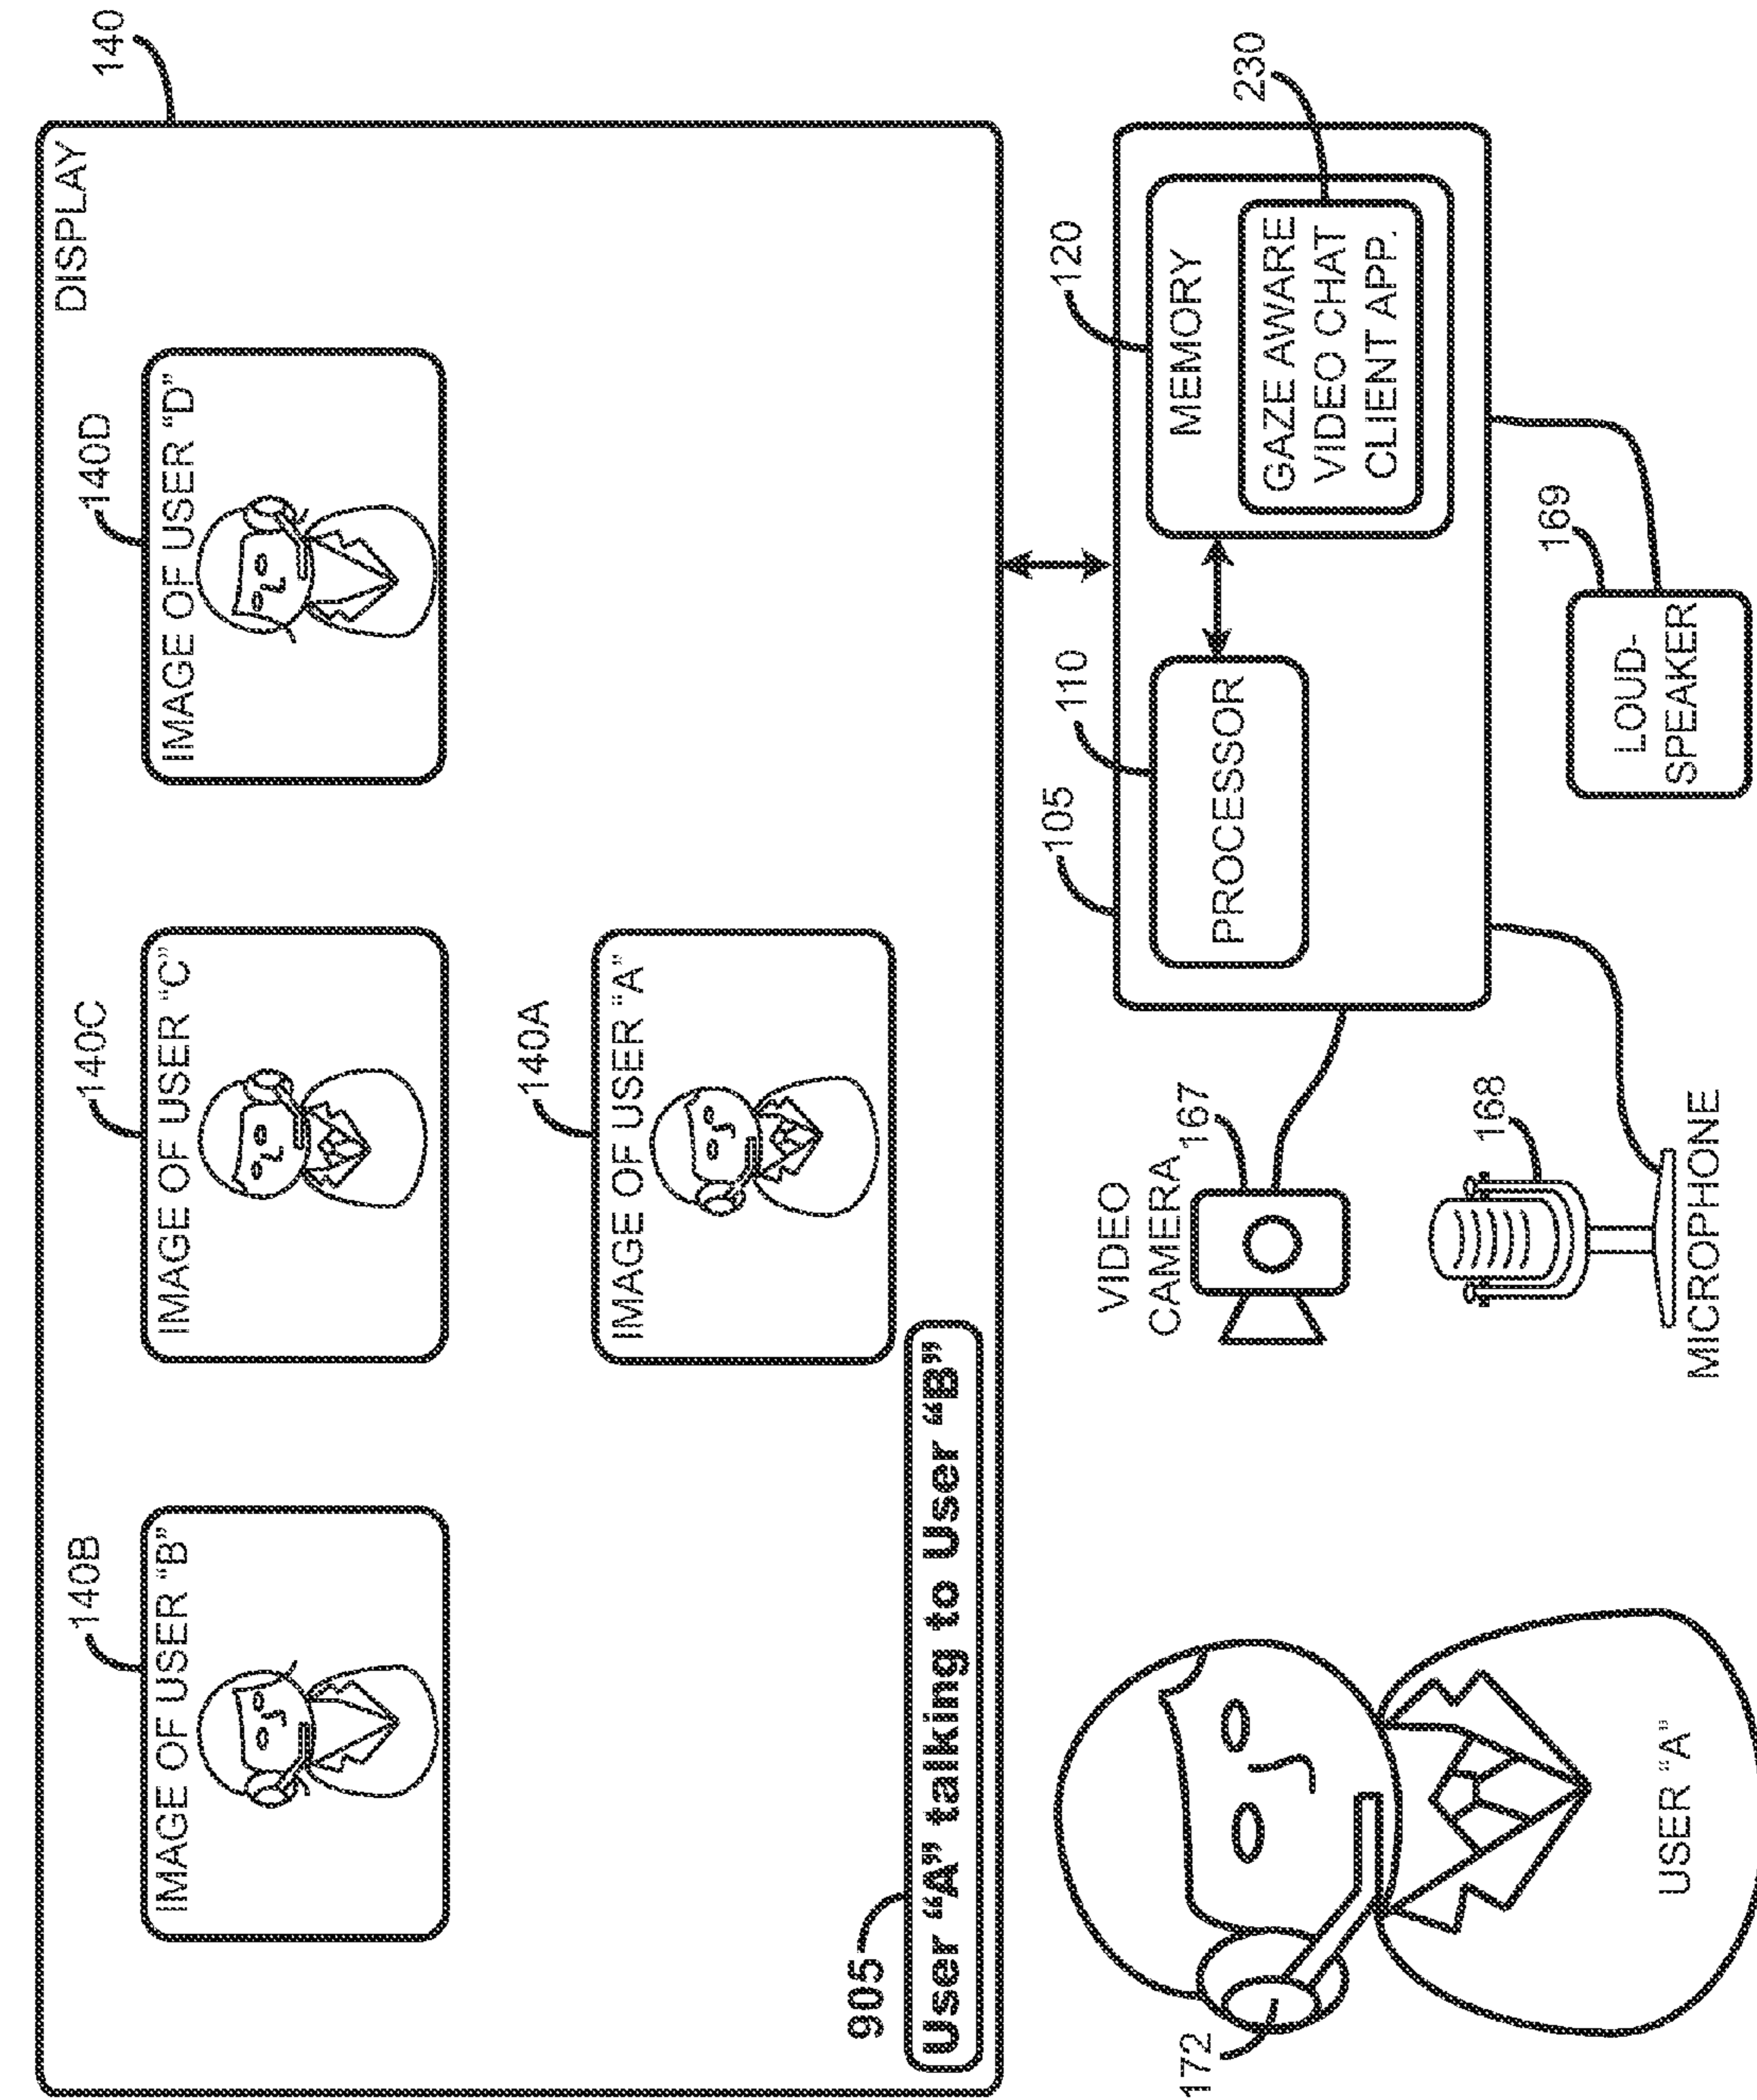 140
DISPLAY
140B
140C
140D
IMAGE OF USER "B"
IMAGE OF USER "C"
IMAGE OF USER "D"
140A
IMAGE OF USER "A"
905
User “A” talking to User “B”
105
110
120
230
PROCESSOR
MEMORY
GAZE AWARE
VIDEO CHAT
CLIENT APP.
VIDEO
CAMERA
167
168
MICROPHONE
169
LOUD-
SPEAKER
172
USER "A"